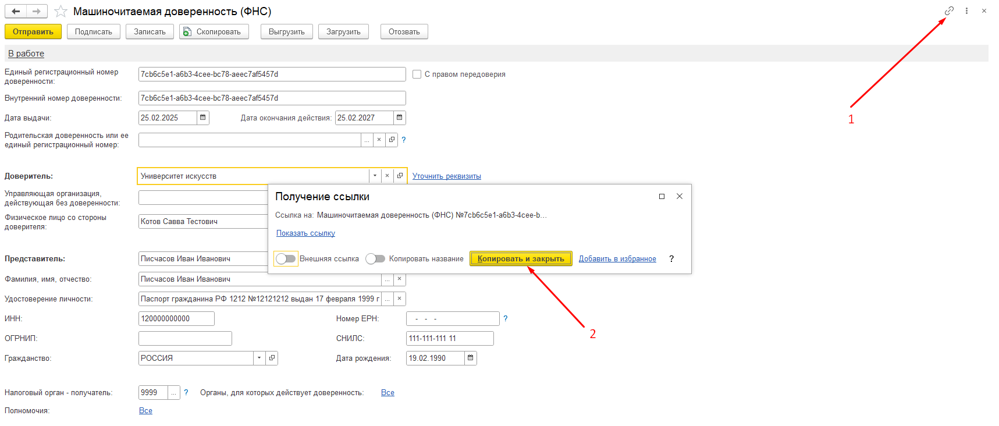 Машиночитаемая доверенность (ФНС)
Отправить Подписать Записать Скопировать Выгрузить Загрузить Отозвать
В работе
Единый регистрационный номер
доверенности:
7cb6c5e1-a6b3-4cee-bc78-aeec7af5457d
С правом передоверия
Внутренний номер доверенности: 7cb6c5e1-a6b3-4cee-bc78-aeec7af5457d
1
Дата выдачи: 25.02.2025 Дата окончания действия: 25.02.2027
Родительская доверенность или ее
единый регистрационный номер:
... × ?
Доверитель: Университет искусств × Уточнить реквизиты
Управляющая организация,
действующая без доверенности:
Физическое лицо со стороны
доверителя:
Котов Савва Тестович
Получение ссылки
Ссылка на: Машиночитаемая доверенность (ФНС) №7cb6c5e1-a6b3-4cee-b...
Показать ссылку
Внешняя ссылка Копировать название Копировать и закрыть Добавить в избранное ?
Представитель: Писчасов Иван Иванович
Фамилия, имя, отчество: Писчасов Иван Иванович ... ×
Удостоверение личности: Паспорт гражданина РФ 1212 №12121212 выдан 17 февраля 1999 г ... ×
ИНН: 120000000000 Номер ЕРН: - - - ?
2
ОГРНИП: СНИЛС: 111-111-111 11
Гражданство: РОССИЯ Дата рождения: 19.02.1990
Налоговый орган - получатель: 9999 ... ? Органы, для которых действует доверенность: Все
Полномочия: Все